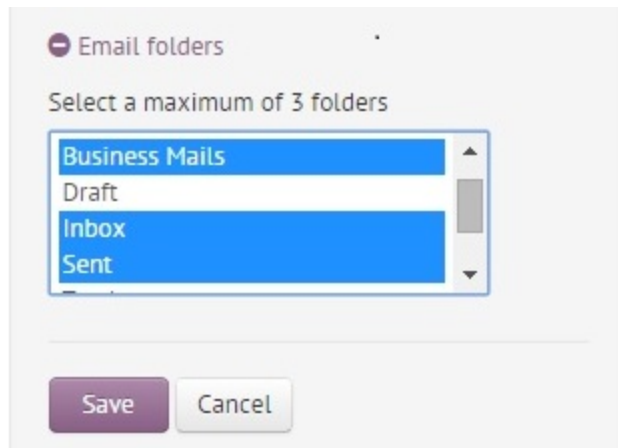 Email folders
Select a maximum of 3 folders
Business Mails
Draft
Inbox
Sent
Save
Cancel